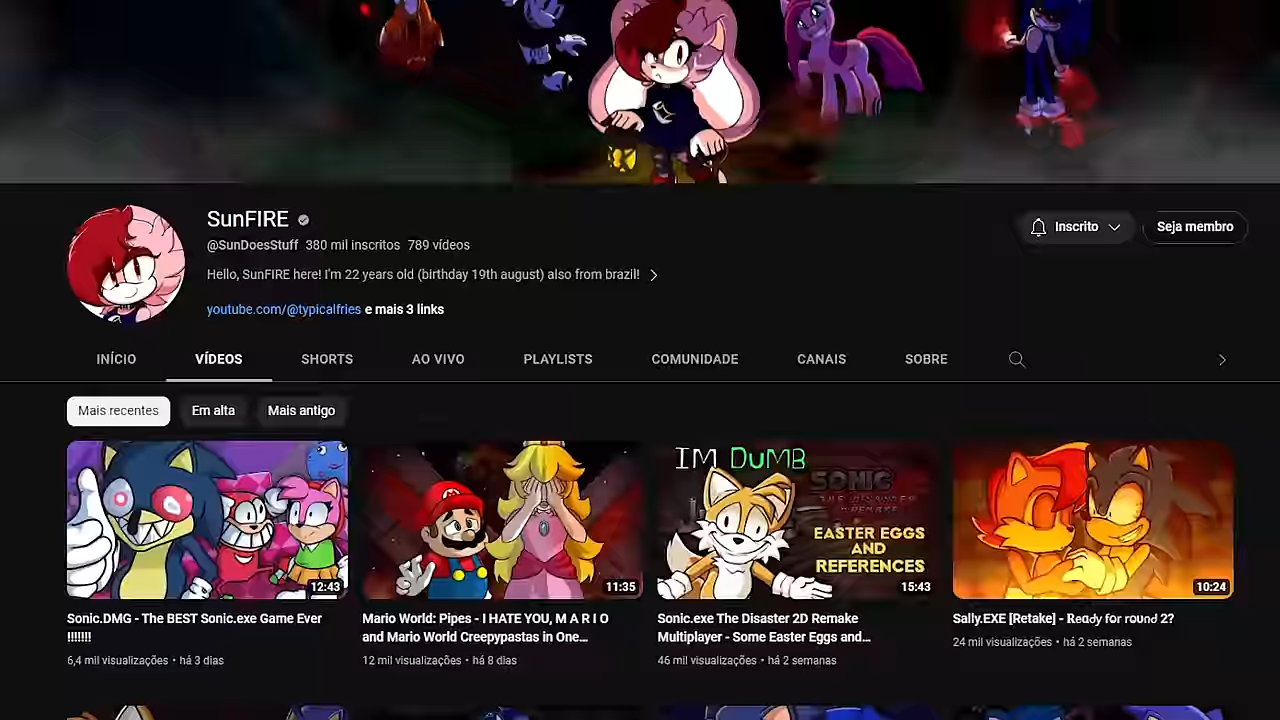 SunFIRE
@SunDoesStuff 380 mil inscritos 789 vídeos
Inscrito
Seja membro
Hello, SunFIRE here! I'm 22 years old (birthday 19th august) also from brazil!
youtube.com/@typicalfries e mais 3 links
INÍCIO VÍDEOS SHORTS AO VIVO PLAYLISTS COMUNIDADE CANAIS SOBRE
Mais recentes Em alta Mais antigo
12:43
11:35
IM DUMB
SONIC
THE DISASTER
EASTER EGGS
AND
REFERENCES
15:43
10:24
Sonic.DMG - The BEST Sonic.exe Game Ever
!!!!!!!
6,4 mil visualizações • há 3 dias
Mario World: Pipes - I HATE YOU, M A R I O
and Mario World Creepypastas in One...
12 mil visualizações • há 8 dias
Sonic.exe The Disaster 2D Remake
Multiplayer - Some Easter Eggs and...
46 mil visualizações • há 2 semanas
Sally.EXE [Retake] - Ready for round 2?
24 mil visualizações • há 2 semanas